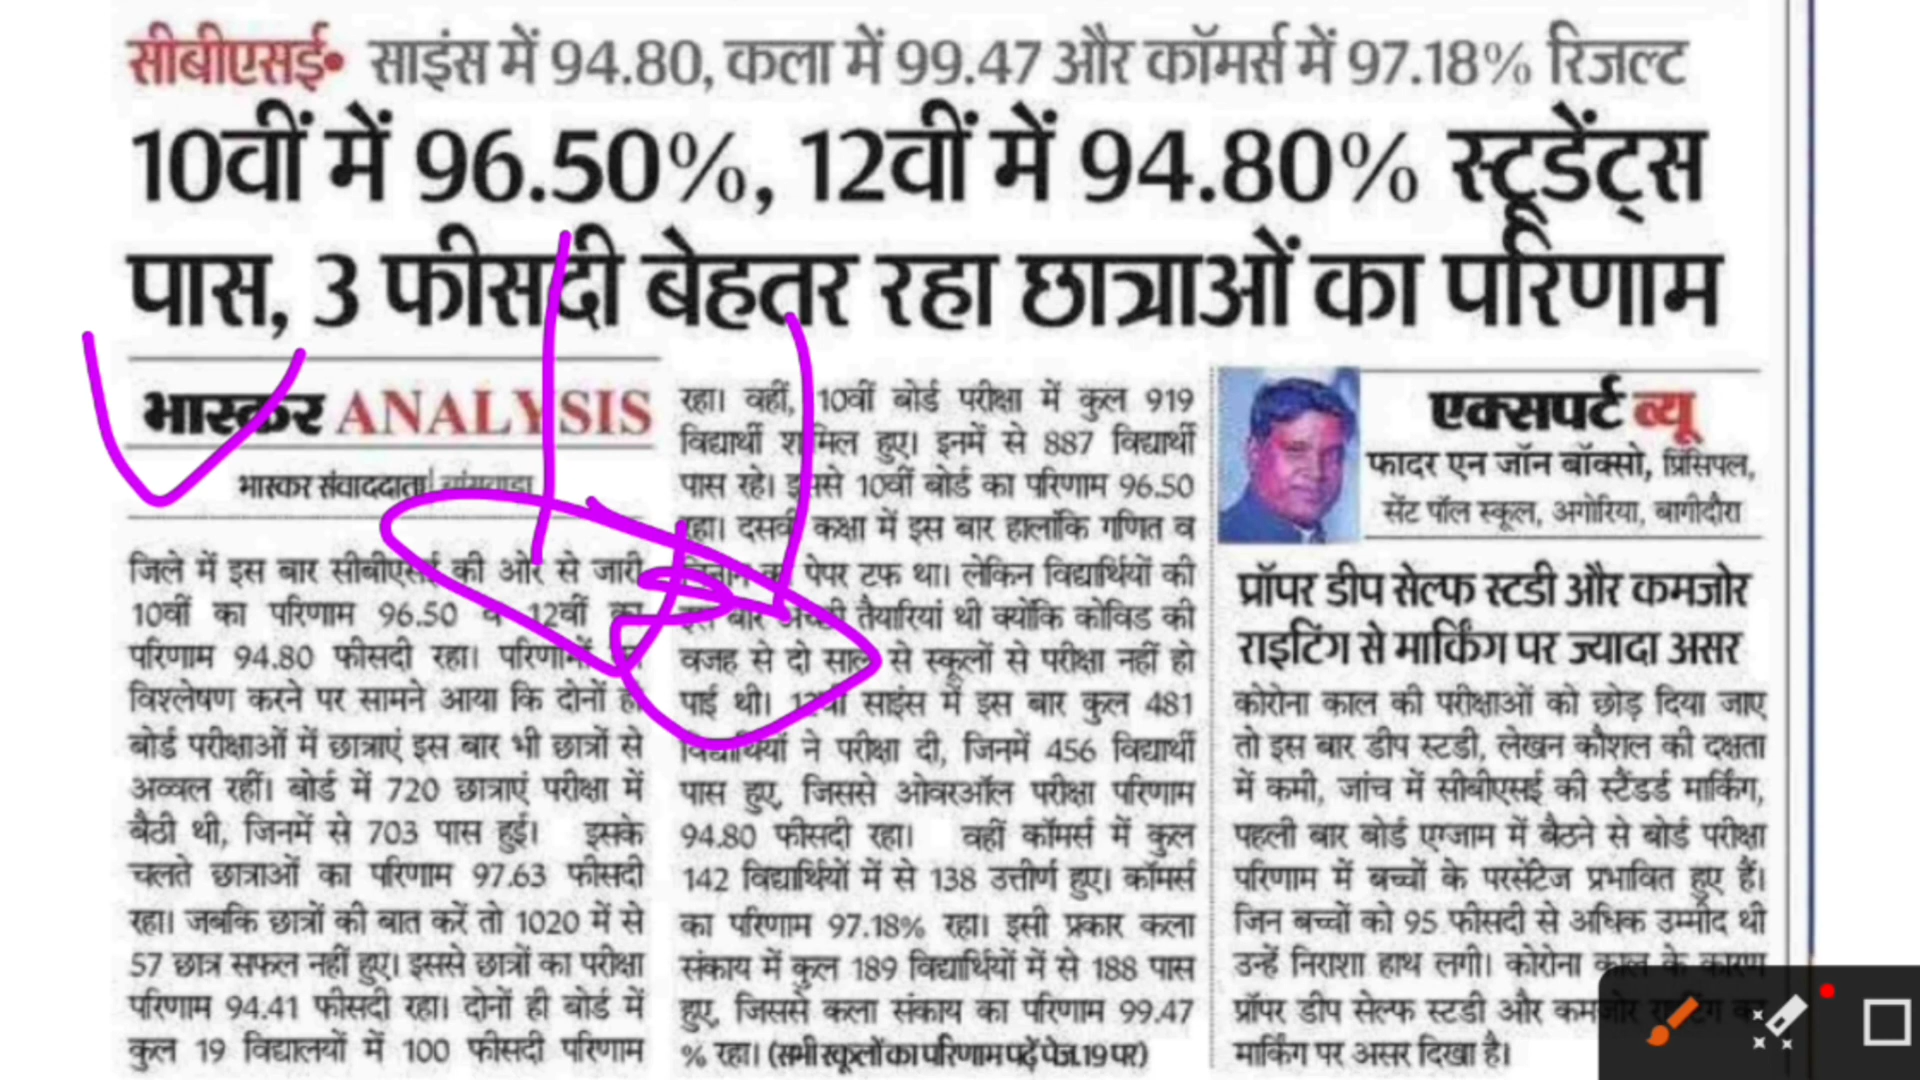 सीबीएसई• साइंस में 94.80, कला में 99.47 और कॉमर्स में 97.18% रिजल्ट
10वीं में 96.50%, 12वीं में 94.80% स्टूडेंट्स
पास, 3 फीसदी बेहतर रहा छात्राओं का परिणाम
भास्कर ANALYSIS
भास्कर संवाददाता| बांसवाड़ा
जिले में इस बार सीबीएसई की ओर से जारी
10वीं का परिणाम 96.50 व 12वीं का
परिणाम 94.80 फीसदी रहा। परिणामों का
विश्लेषण करने पर सामने आया कि दोनों ही
बोर्ड परीक्षाओं में छात्राएं इस बार भी छात्रों से
अव्वल रहीं। बोर्ड में 720 छात्राएं परीक्षा में
बैठी थी, जिनमें से 703 पास हुई। इसके
चलते छात्राओं का परिणाम 97.63 फीसदी
रहा। जबकि छात्रों की बात करें तो 1020 में से
57 छात्र सफल नहीं हुए। इससे छात्रों का परीक्षा
परिणाम 94.41 फीसदी रहा। दोनों ही बोर्ड में
कुल 19 विद्यालयों में 100 फीसदी परिणाम
रहा। वहीं, 10वीं बोर्ड परीक्षा में कुल 919
विद्यार्थी शामिल हुए। इनमें से 887 विद्यार्थी
पास रहे। इससे 10वीं बोर्ड का परिणाम 96.50
रहा। दसवीं कक्षा में इस बार हालांकि गणित व
विज्ञान का पेपर टफ था। लेकिन विद्यार्थियों की
इस बार अच्छी तैयारियां थी क्योंकि कोविड की
वजह से दो साल से स्कूलों से परीक्षा नहीं हो
पाई थी। 12वीं साइंस में इस बार कुल 481
विद्यार्थियों ने परीक्षा दी, जिनमें 456 विद्यार्थी
पास हुए, जिससे ओवरऑल परीक्षा परिणाम
94.80 फीसदी रहा। वहीं कॉमर्स में कुल
142 विद्यार्थियों में से 138 उत्तीर्ण हुए। कॉमर्स
का परिणाम 97.18% रहा। इसी प्रकार कला
संकाय में कुल 189 विद्यार्थियों में से 188 पास
हुए, जिससे कला संकाय का परिणाम 99.47
% रहा। (सभी स्कूलों का परिणाम पढ़ें पेज 19 पर)
एक्सपर्ट व्यू
फादर एन जॉन बॉक्सो, प्रिंसिपल,
सेंट पॉल स्कूल, अगोरिया, बागीदौरा
प्रॉपर डीप सेल्फ स्टडी और कमजोर
राइटिंग से मार्किंग पर ज्यादा असर
कोरोना काल की परीक्षाओं को छोड़ दिया जाए
तो इस बार डीप स्टडी, लेखन कौशल की दक्षता
में कमी, जांच में सीबीएसई की स्टैंडर्ड मार्किंग,
पहली बार बोर्ड एग्जाम में बैठने से बोर्ड परीक्षा
परिणाम में बच्चों के परसेंटेज प्रभावित हुए हैं।
जिन बच्चों को 95 फीसदी से अधिक उम्मीद थी
उन्हें निराशा हाथ लगी। कोरोना काल के कारण
प्रॉपर डीप सेल्फ स्टडी और कमजोर राइटिंग का
मार्किंग पर असर दिखा है।